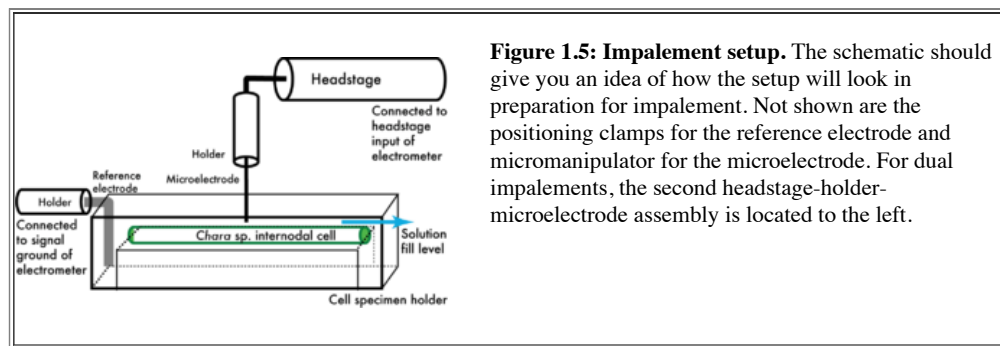 Headstage
Connected to
headstage
input of
electrometer
Holder
Microelectrode
Reference
electrode
Holder
Connected
to signal
ground of
electrometer
Chara sp. internodal cell
Solution
fill level
Cell specimen holder
Figure 1.5: Impalement setup. The schematic should
give you an idea of how the setup will look in
preparation for impalement. Not shown are the
positioning clamps for the reference electrode and
micromanipulator for the microelectrode. For dual
impalements, the second headstage-holder-
microelectrode assembly is located to the left.